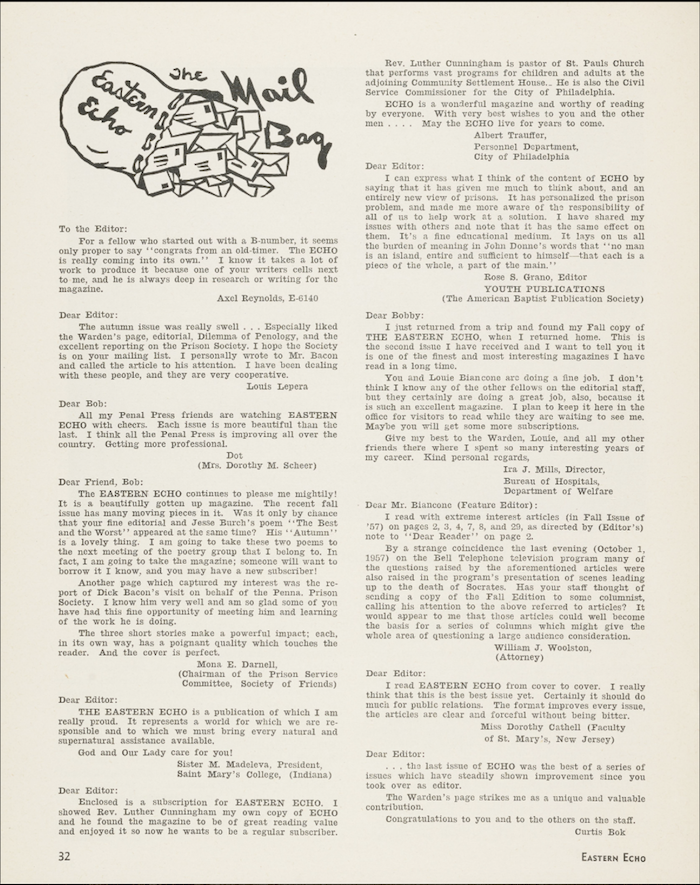 The Mail Bag
Eastern Echo
To the Editor:
For a fellow who started out with a B-number, it seems
only proper to say "congrats from an old-timer. The ECHO
is really coming into its own." I know it takes a lot of
work to produce it because one of your writers cells next
to me, and he is always deep in research or writing for the
magazine.
Axel Reynolds, E-6140
Dear Editor:
The autumn issue was really swell . . . Especially liked
the Warden's page, editorial, Dilemma of Penology, and the
excellent reporting on the Prison Society. I hope the Society
is on your mailing list. I personally wrote to Mr. Bacon
and called the article to his attention. I have been dealing
with these people, and they are very cooperative.
Louis Lepera
Dear Bob:
All my Penal Press friends are watching EASTERN
ECHO with cheers. Each issue is more beautiful than the
last. I think all the Penal Press is improving all over the
country. Getting more professional.
Dot
(Mrs. Dorothy M. Scheer)
Dear Friend, Bob:
The EASTERN ECHO continues to please me mightily!
It is a beautifully gotten up magazine. The recent fall
issue has many moving pieces in it. Was it only by chance
that your fine editorial and Jesse Burch's poem "The Best
and the Worst" appeared at the same time? His "Autumn"
is a lovely thing. I am going to take these two poems to
the next meeting of the poetry group that I belong to. In
fact, I am going to take the magazine; someone will want to
borrow it I know, and you may have a new subscriber!
Another page which captured my interest was the re-
port of Dick Bacon's visit on behalf of the Penna. Prison
Society. I know him very well and am so glad some of you
have had this fine opportunity of meeting him and learning
of the work he is doing.
The three short stories make a powerful impact; each,
in its own way, has a poignant quality which touches the
reader. And the cover is perfect.
Mona E. Darnell,
(Chairman of the Prison Service
Committee, Society of Friends)
Dear Editor:
THE EASTERN ECHO is a publication of which I am
really proud. It represents a world for which we are re-
sponsible and to which we must bring every natural and
supernatural assistance available.
God and Our Lady care for you!
Sister M. Madeleva, President,
Saint Mary's College, (Indiana)
Dear Editor:
Enclosed is a subscription for EASTERN ECHO. I
showed Rev. Luther Cunningham my own copy of ECHO
and he found the magazine to be of great reading value
and enjoyed it so now he wants to be a regular subscriber.
Rev. Luther Cunningham is pastor of St. Pauls Church
that performs vast programs for children and adults at the
adjoining Community Settlement House.. He is also the Civil
Service Commissioner for the City of Philadelphia.
ECHO is a wonderful magazine and worthy of reading
by everyone. With very best wishes to you and the other
men . . . . May the ECHO live for years to come.
Albert Trauffer,
Personnel Department,
City of Philadelphia
Dear Editor:
I can express what I think of the content of ECHO by
saying that it has given me much to think about, and an
entirely new view of prisons. It has personalized the prison
problem, and made me more aware of the responsibility of
all of us to help work at a solution. I have shared my
issues with others and note that it has the same effect on
them. It's a fine educational medium. It lays on us all
the burden of meaning in John Donne's words that "no man
is an island, entire and sufficient to himself—that each is a
piece of the whole, a part of the main."
Rose S. Grano, Editor
YOUTH PUBLICATIONS
(The American Baptist Publication Society)
Dear Bobby:
I just returned from a trip and found my Fall copy of
THE EASTERN ECHO, when I returned home. This is
the second issue I have received and I want to tell you it
is one of the finest and most interesting magazines I have
read in a long time.
You and Louie Biancone are doing a fine job. I don't
think I know any of the other fellows on the editorial staff,
but they certainly are doing a great job, also, because it
is such an excellent magazine. I plan to keep it here in the
office for visitors to read while they are waiting to see me.
Maybe you will get some more subscriptions.
Give my best to the Warden, Louie, and all my other
friends there where I spent so many interesting years of
my career. Kind personal regards,
Ira J. Mills, Director,
Bureau of Hospitals,
Department of Welfare
Dear Mr. Biancone (Feature Editor):
I read with extreme interest articles (in Fall Issue of
'57) on pages 2, 3, 4, 7, 8, and 29, as directed by (Editor's)
note to "Dear Reader" on page 2.
By a strange coincidence the last evening (October 1,
1957) on the Bell Telephone television program many of
the questions raised by the aforementioned articles were
also raised in the program's presentation of scenes leading
up to the death of Socrates. Has your staff thought of
sending a copy of the Fall Edition to some columnist,
calling his attention to the above referred to articles? It
would appear to me that those articles could well become
the basis for a series of columns which might give the
whole area of questioning a large audience consideration.
William J. Woolston,
(Attorney)
Dear Editor:
I read EASTERN ECHO from cover to cover. I really
think that this is the best issue yet. Certainly it should do
much for public relations. The format improves every issue,
the articles are clear and forceful without being bitter.
Miss Dorothy Cathell (Faculty
of St. Mary's, New Jersey)
Dear Editor:
. . . the last issue of ECHO was the best of a series of
issues which have steadily shown improvement since you
took over as editor.
The Warden's page strikes me as a unique and valuable
contribution.
Congratulations to you and to the others on the staff.
Curtis Bok
32
EASTERN ECHO